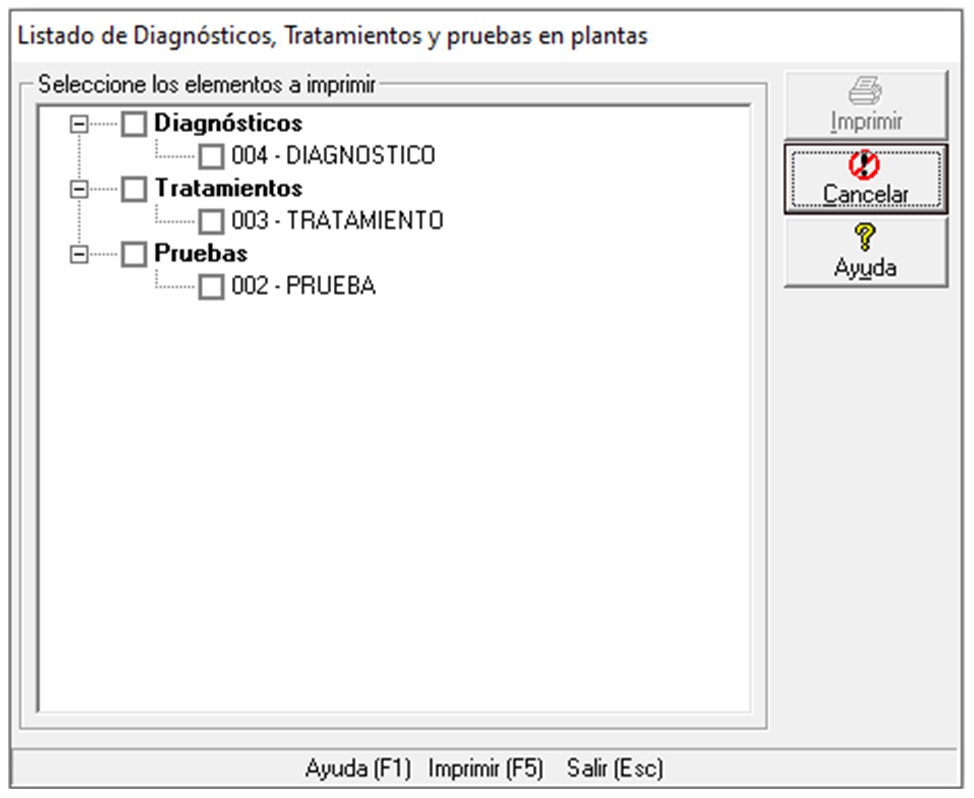 Listado de Diagnósticos, Tratamientos y pruebas en plantas
Seleccione los elementos a imprimir
Diagnósticos
004 - DIAGNOSTICO
Tratamientos
003 - TRATAMIENTO
Pruebas
002 - PRUEBA
Imprimir
Cancelar
Ayuda
Ayuda (F1) Imprimir (F5) Salir (Esc)